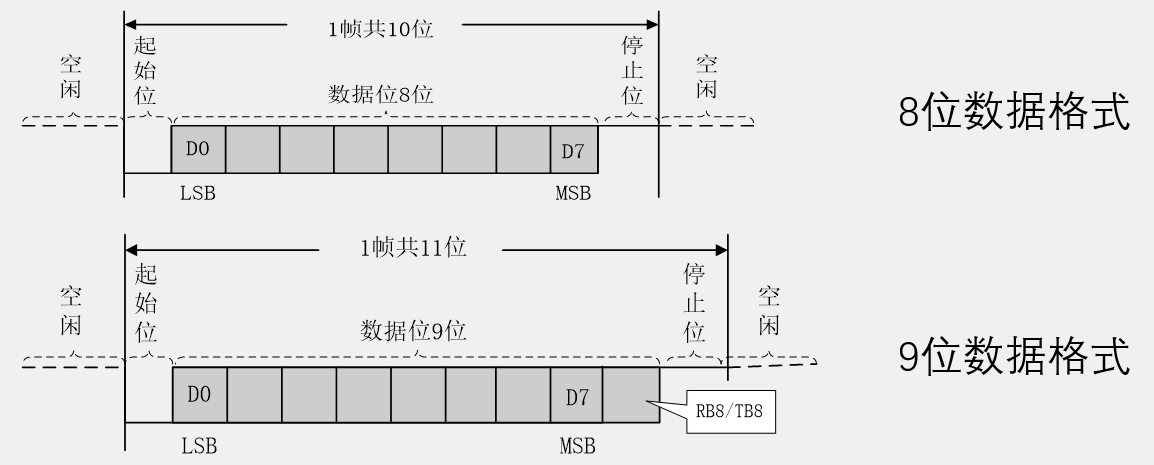 1帧共10位
空闲
起始位
数据位8位
停止位
空闲
D0
D7
LSB
MSB
8位数据格式
1帧共11位
空闲
起始位
数据位9位
停止位
空闲
D0
D7
RB8/TB8
LSB
MSB
9位数据格式